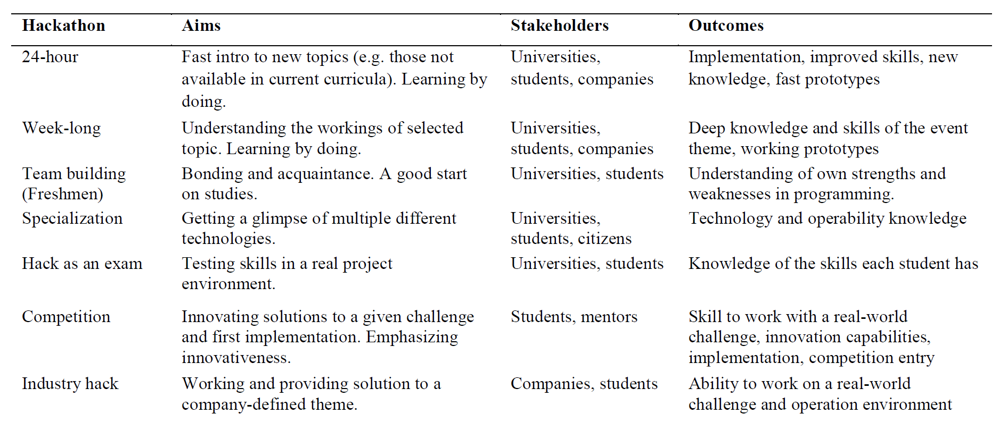 Hackathon Aims Stakeholders Outcomes
24-hour Fast intro to new topics (e.g. those not Universities, Implementation, improved skills, new
available in current curricula). Learning by students, companies knowledge, fast prototypes
doing.
Week-long Understanding the workings of selected Universities, Deep knowledge and skills of the event
topic. Learning by doing. students, companies theme, working prototypes
Team building Bonding and acquaintance. A good start Universities, students Understanding of own strengths and
(Freshmen) on studies. weaknesses in programming.
Specialization Getting a glimpse of multiple different Universities, Technology and operability knowledge
technologies. students, citizens
Hack as an exam Testing skills in a real project Universities, students Knowledge of the skills each student has
environment.
Competition Innovating solutions to a given challenge Students, mentors Skill to work with a real-world
and first implementation. Emphasizing challenge, innovation capabilities,
innovativeness. implementation, competition entry
Industry hack Working and providing solution to a Companies, students Ability to work on a real-world
company-defined theme. challenge and operation environment